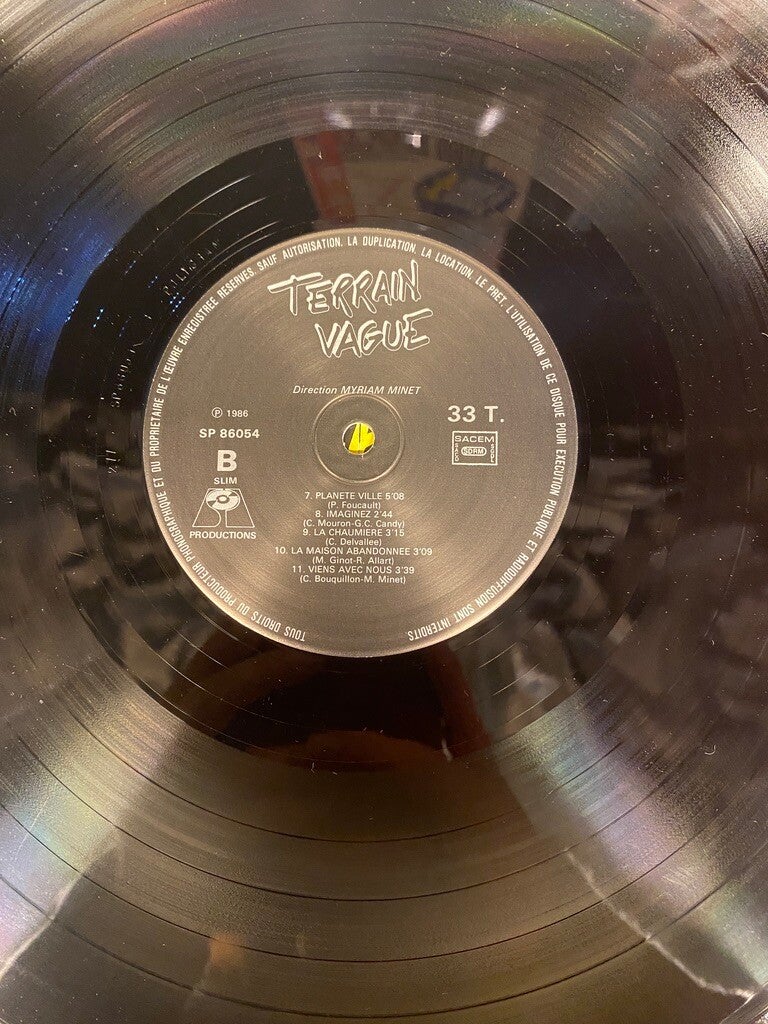 TOUS DROITS DU PRODUCTEUR PHONOGRAPHIQUE ET DU PROPRIETAIRE DE L'ŒUVRE ENREGISTREE RESERVES. SAUF AUTORISATION, LA DUPLICATION, LA LOCATION, LE PRET, L'UTILISATION DE CE DISQUE POUR EXECUTION PUBLIQUE ET RADIODIFFUSION SONT INTERDITS.
TERRAIN
VAGUE
Direction MYRIAM MINET
℗ 1986
SP 86054
B
SLIM
PRODUCTIONS
33 T.
SACEM
SDRM
SACD
SGDL
7. PLANETE VILLE 5'08
(P. Foucault)
8. IMAGINEZ 2'44
(C. Mouron-G.C. Candy)
9. LA CHAUMIERE 3'15
(C. Delvallee)
10. LA MAISON ABANDONNEE 3'09
(M. Ginot-R. Allart)
11. VIENS AVEC NOUS 3'39
(C. Bouquillon-M. Minet)